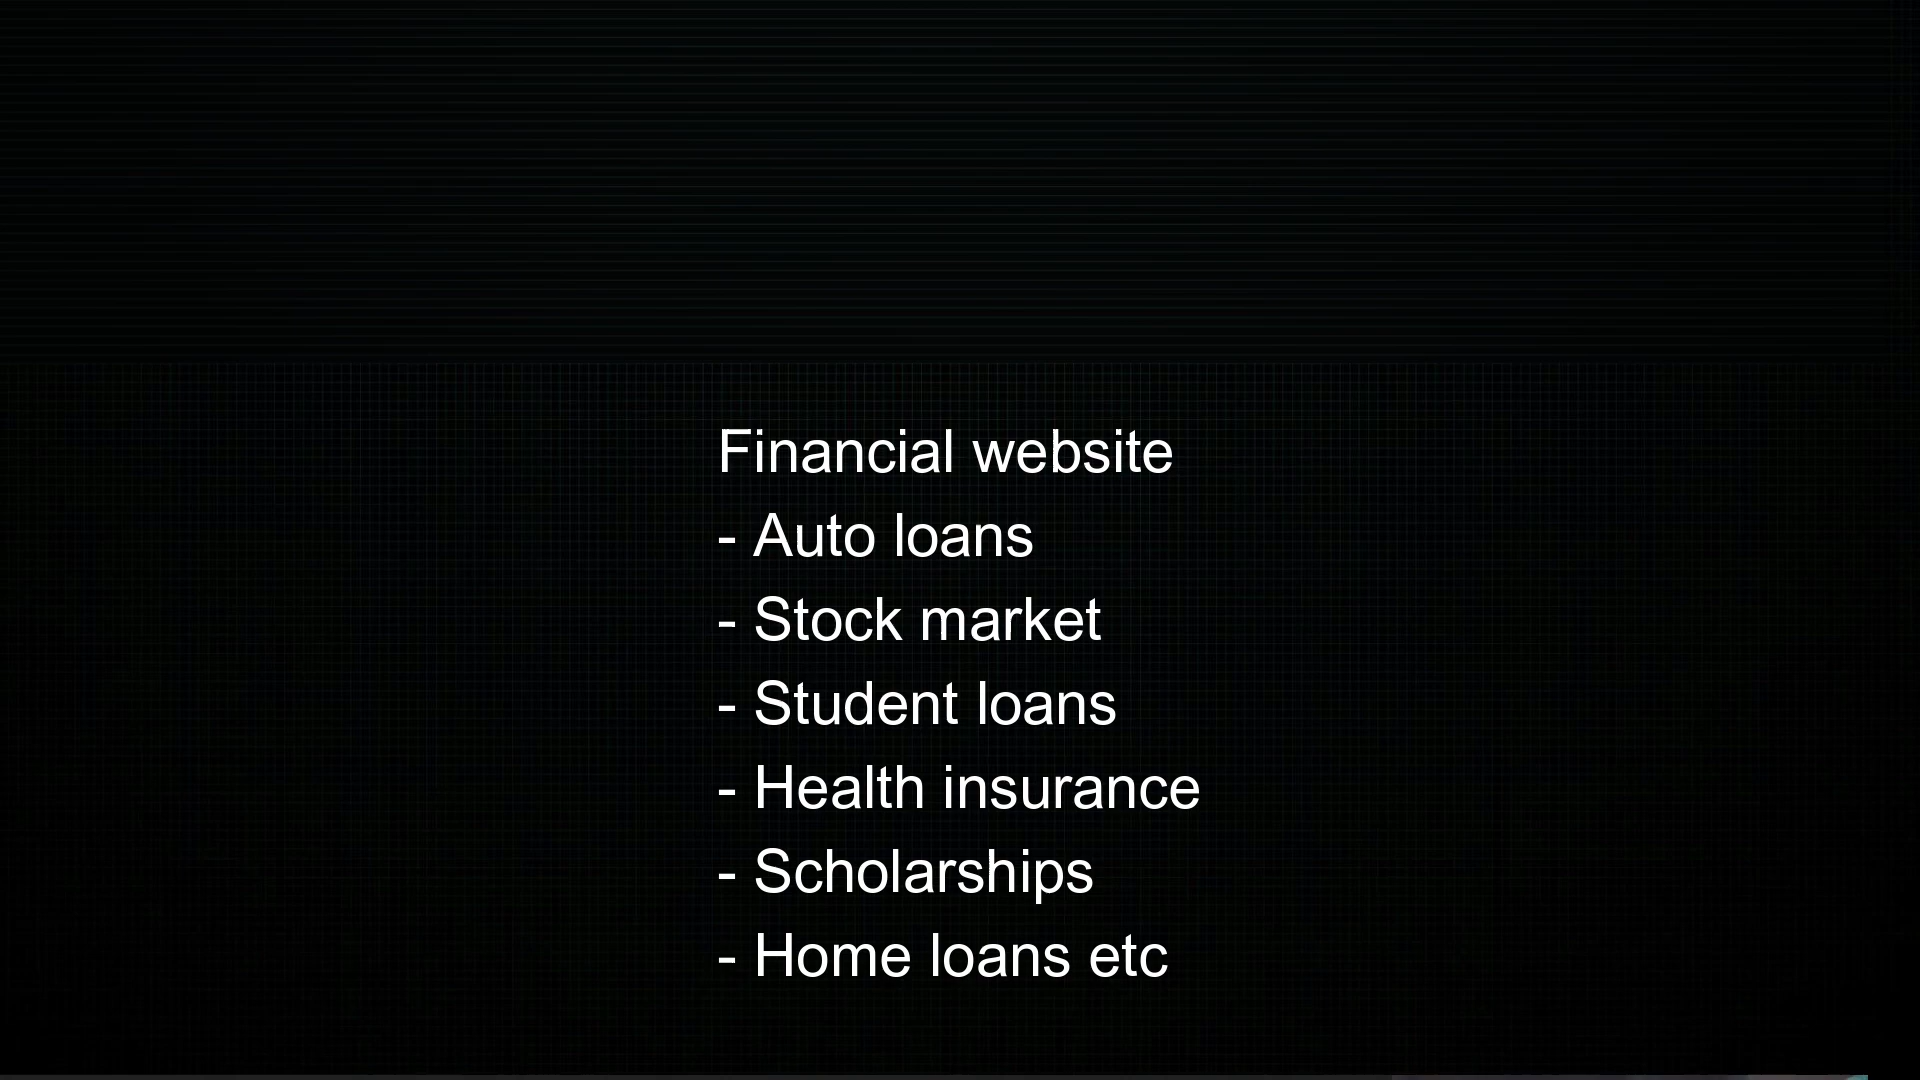 Financial website
- Auto loans
- Stock market
- Student loans
- Health insurance
- Scholarships
- Home loans etc